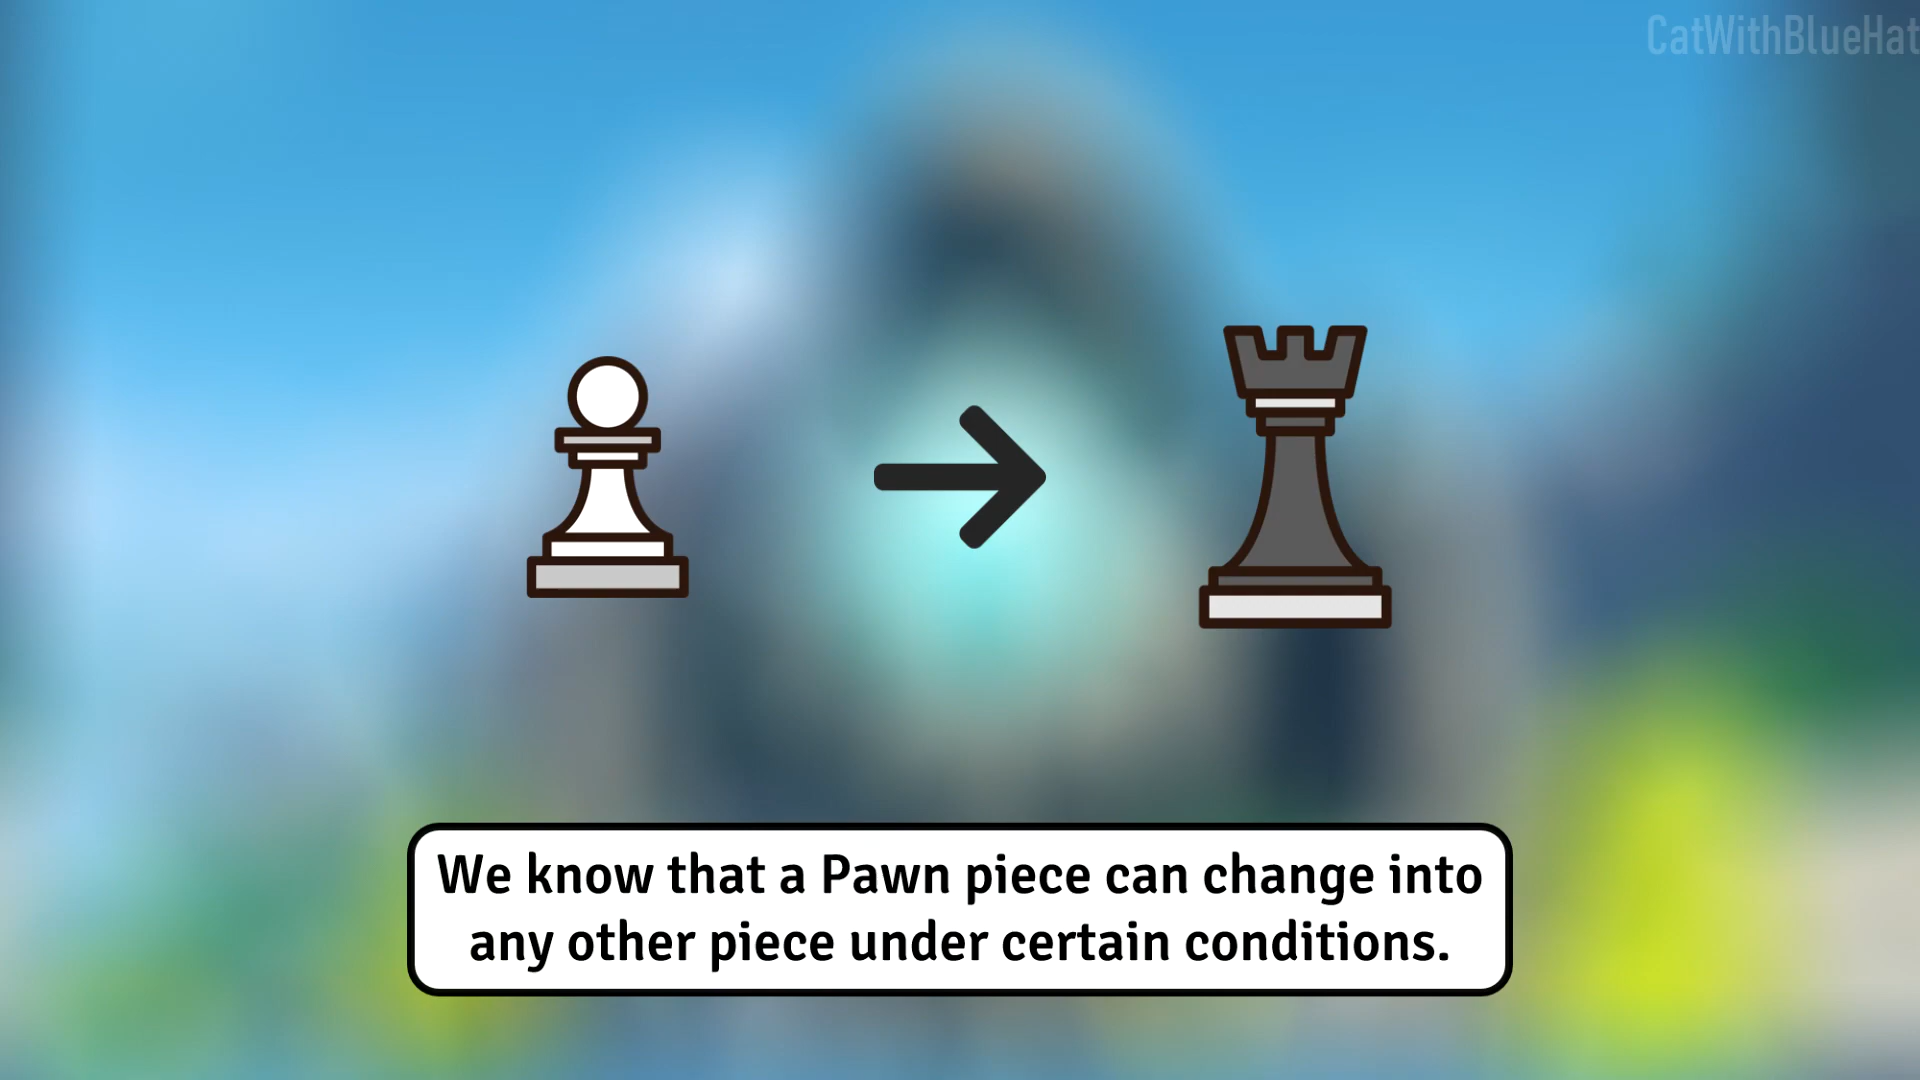 CatWithBlueHat
We know that a Pawn piece can change into
any other piece under certain conditions.